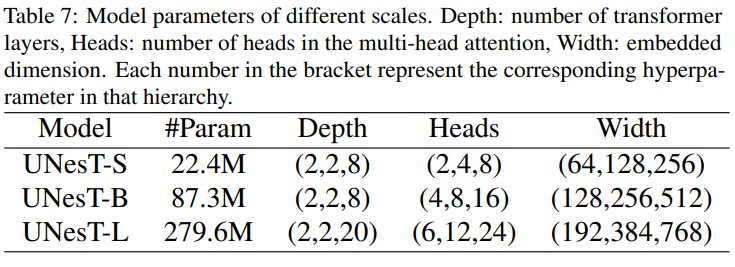 Table 7: Model parameters of different scales. Depth: number of transformer
layers, Heads: number of heads in the multi-head attention, Width: embedded
dimension. Each number in the bracket represent the corresponding hyperpa-
rameter in that hierarchy.
Model #Param Depth Heads Width
UNesT-S 22.4M (2,2,8) (2,4,8) (64,128,256)
UNesT-B 87.3M (2,2,8) (4,8,16) (128,256,512)
UNesT-L 279.6M (2,2,20) (6,12,24) (192,384,768)